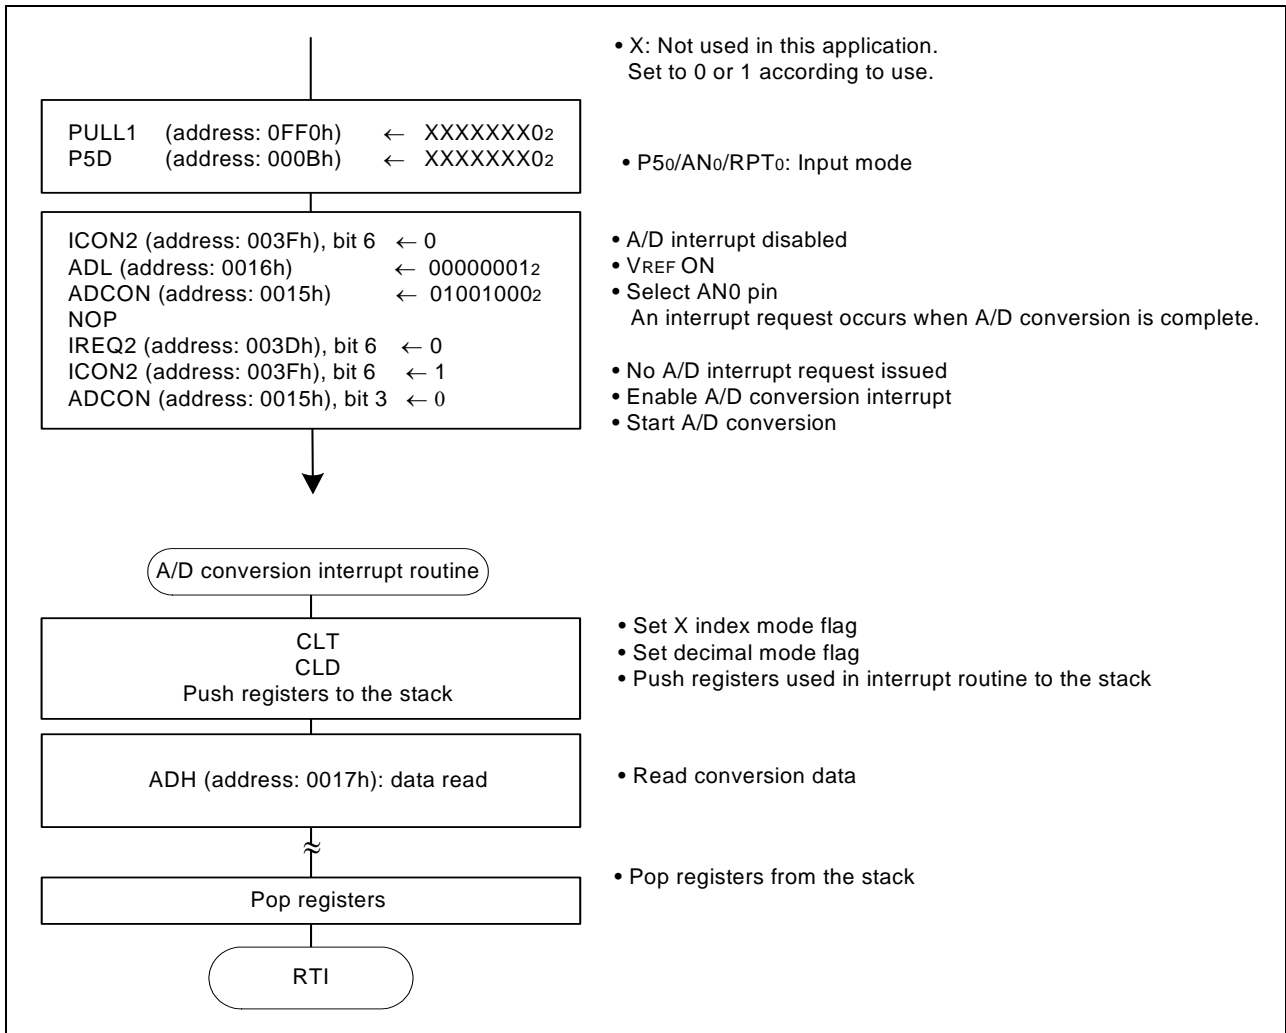 • X: Not used in this application.
Set to 0 or 1 according to use.
PULL1 (address: 0FF0h) ← XXXXXXX0₂
P5D (address: 000Bh) ← XXXXXXX0₂
• P5₀/AN₀/RPT₀: Input mode
ICON2 (address: 003Fh), bit 6 ← 0
• A/D interrupt disabled
ADL (address: 0016h) ← 00000001₂
• VREF ON
ADCON (address: 0015h) ← 01001000₂
• Select AN0 pin
NOP
An interrupt request occurs when A/D conversion is complete.
IREQ2 (address: 003Dh), bit 6 ← 0
• No A/D interrupt request issued
ICON2 (address: 003Fh), bit 6 ← 1
• Enable A/D conversion interrupt
ADCON (address: 0015h), bit 3 ← 0
• Start A/D conversion
A/D conversion interrupt routine
CLT
• Set X index mode flag
CLD
• Set decimal mode flag
Push registers to the stack
• Push registers used in interrupt routine to the stack
ADH (address: 0017h): data read
• Read conversion data
≈
Pop registers
• Pop registers from the stack
RTI